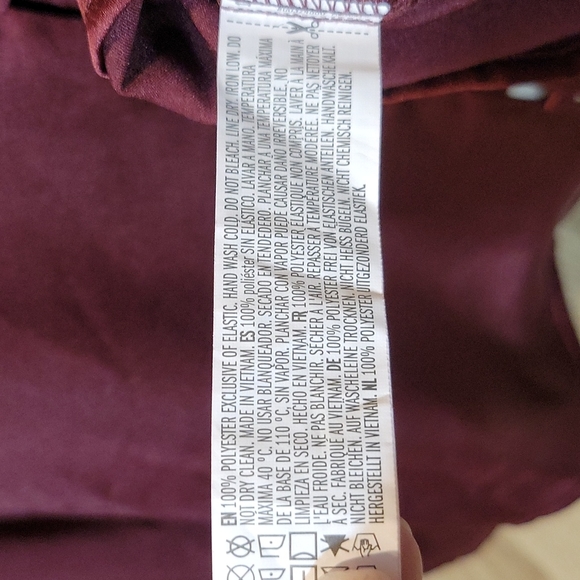 EN 100% POLYESTER EXCLUSIVE OF ELASTIC. HAND WASH COLD. DO NOT BLEACH. LINE DRY. IRON LOW. DO
NOT DRY CLEAN. MADE IN VIETNAM. ES 100% poliéster SIN ELÁSTICO. LAVAR A MANO, TEMPERATURA
MÁXIMA 40 ºC. NO USAR BLANQUEADOR. SECADO EN TENDEDERO. PLANCHAR A UNA TEMPERATURA MÁXIMA
DE LA BASE DE 110 ºC, SIN VAPOR. PLANCHAR CON VAPOR PUEDE CAUSAR DAÑO IRREVERSIBLE. NO
LIMPIEZA EN SECO. HECHO EN VIETNAM. FR 100% POLYESTER ELASTIQUE NON COMPRIS. LAVER A LA MAIN À
L'EAU FROIDE. NE PAS BLANCHIR. SÉCHER À L'AIR. REPASSER À TEMPÉRATURE MODÉRÉE. NE PAS NETTOYER
À SEC. FABRIQUÉ AU VIETNAM. DE 100% POLYESTER FREI VON ELASTISCHEN ANTEILEN. HANDWÄSCHE KALT.
NICHT BLEICHEN. AUF WÄSCHELEINE TROCKNEN. NICHT HEISS BÜGELN. NICHT CHEMISCH REINIGEN.
HERGESTELLT IN VIETNAM. NL 100% POLYESTER UITGEZONDERD ELASTIEK.